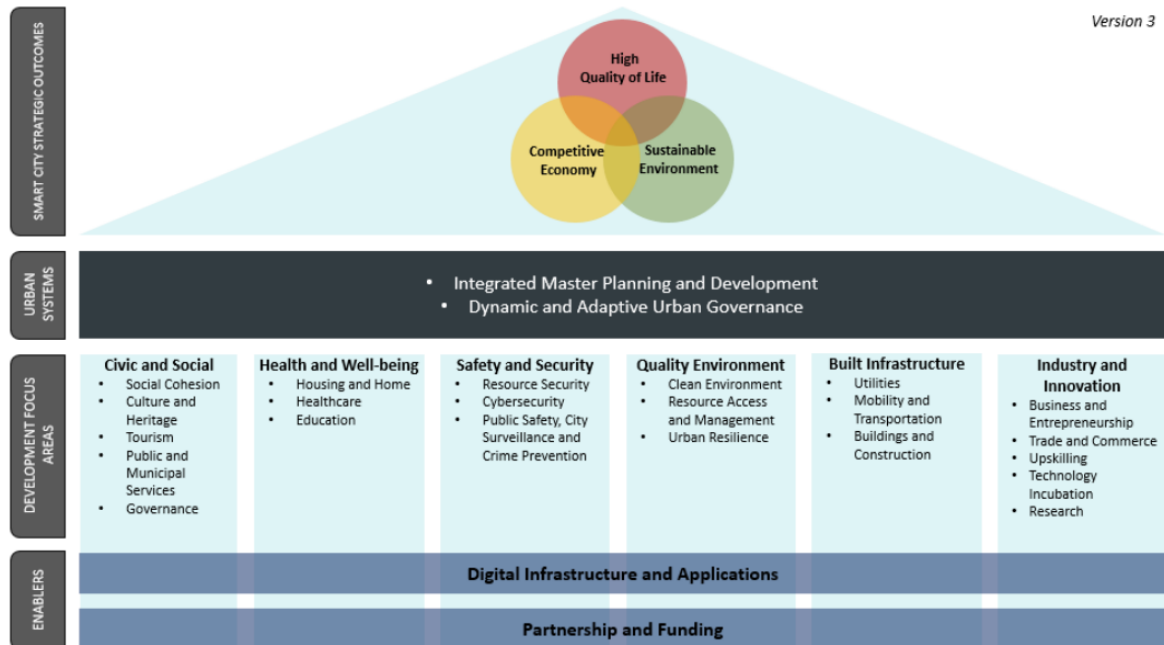 Version 3
SMART CITY STRATEGIC OUTCOMES
High
Quality of Life
Competitive
Economy
Sustainable
Environment
URBAN
SYSTEMS
• Integrated Master Planning and Development
• Dynamic and Adaptive Urban Governance
DEVELOPMENT FOCUS
AREAS
Civic and Social
• Social Cohesion
• Culture and
Heritage
• Tourism
• Public and
Municipal
Services
• Governance
Health and Well-being
• Housing and Home
• Healthcare
• Education
Safety and Security
• Resource Security
• Cybersecurity
• Public Safety, City
Surveillance and
Crime Prevention
Quality Environment
• Clean Environment
• Resource Access
and Management
• Urban Resilience
Built Infrastructure
• Utilities
• Mobility and
Transportation
• Buildings and
Construction
Industry and
Innovation
• Business and
Entrepreneurship
• Trade and Commerce
• Upskilling
• Technology
Incubation
• Research
ENABLERS
Digital Infrastructure and Applications
Partnership and Funding